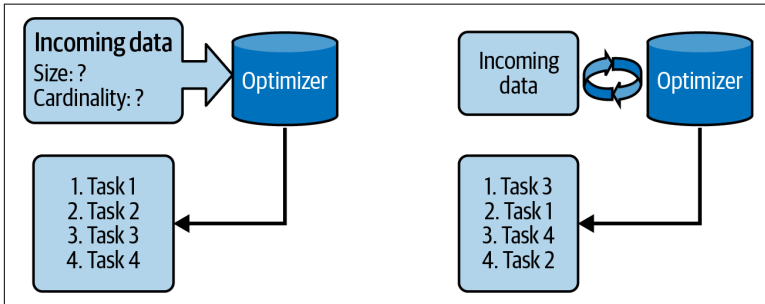 Incoming data
Size: ?
Cardinality: ?
Optimizer
1. Task 1
2. Task 2
3. Task 3
4. Task 4
Incoming
data
Optimizer
1. Task 3
2. Task 1
3. Task 4
4. Task 2